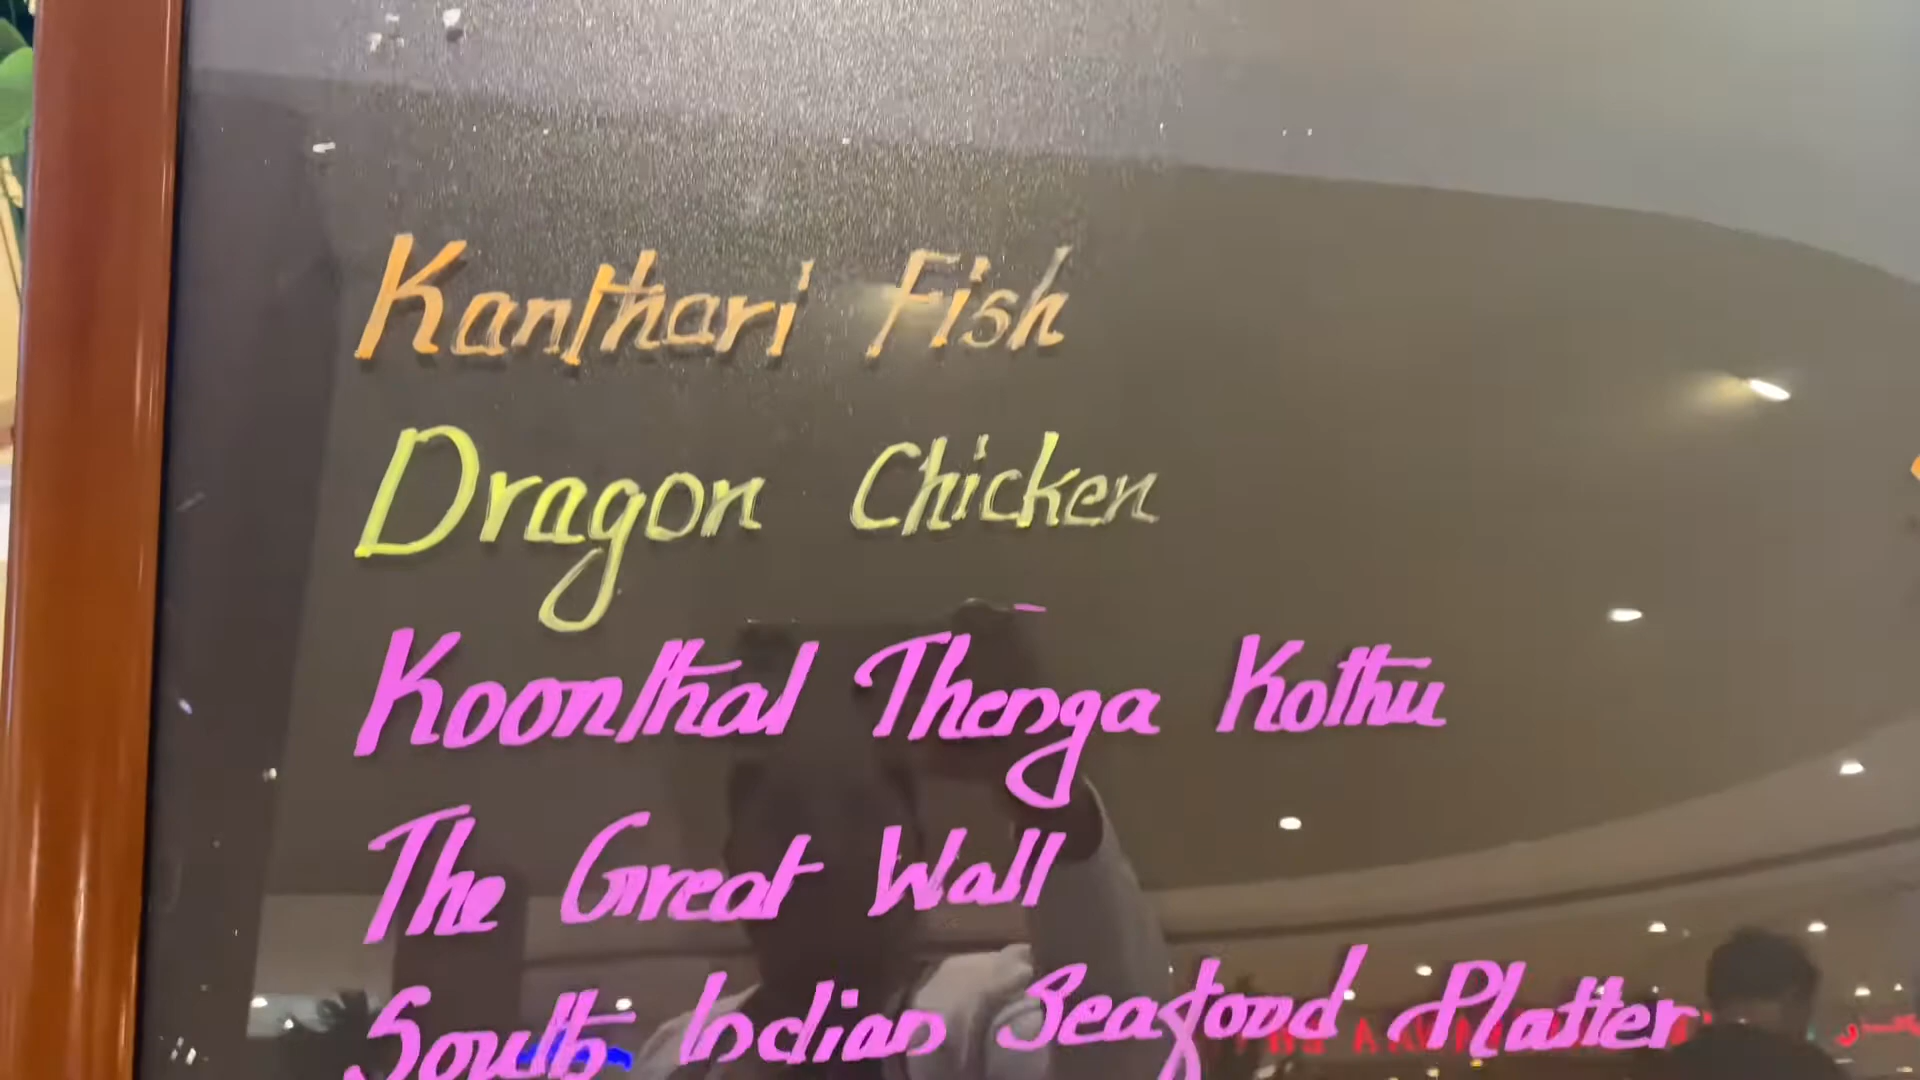 Kanthari Fish
Dragon Chicken
Koonthal Thenga Kothu
The Great Wall
South Indian Seafood Platter